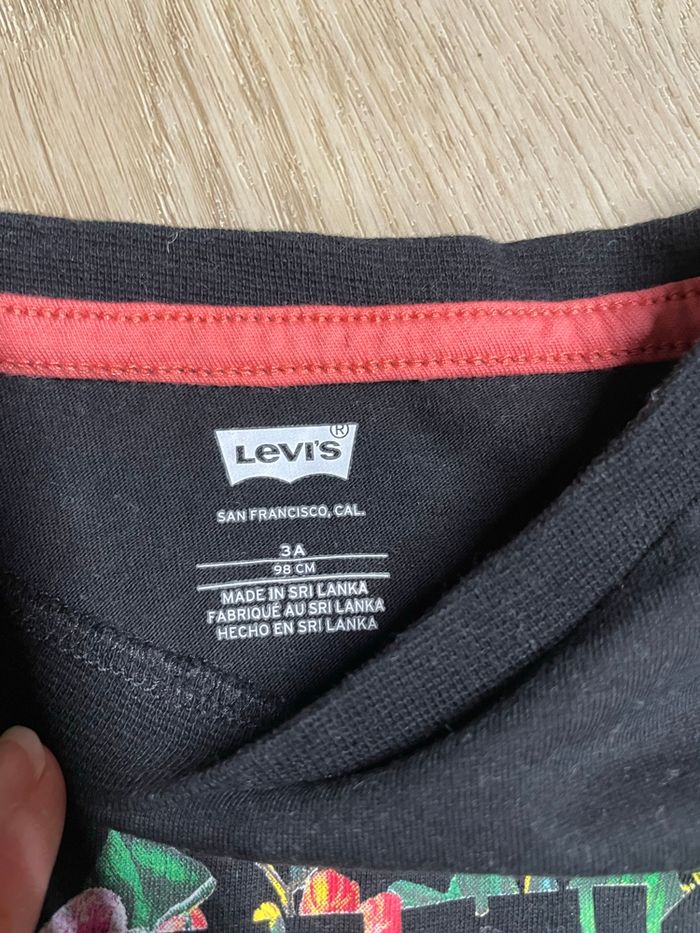 Levi's ®
SAN FRANCISCO, CAL.
3A
98 CM
MADE IN SRI LANKA
FABRIQUÉ AU SRI LANKA
HECHO EN SRI LANKA